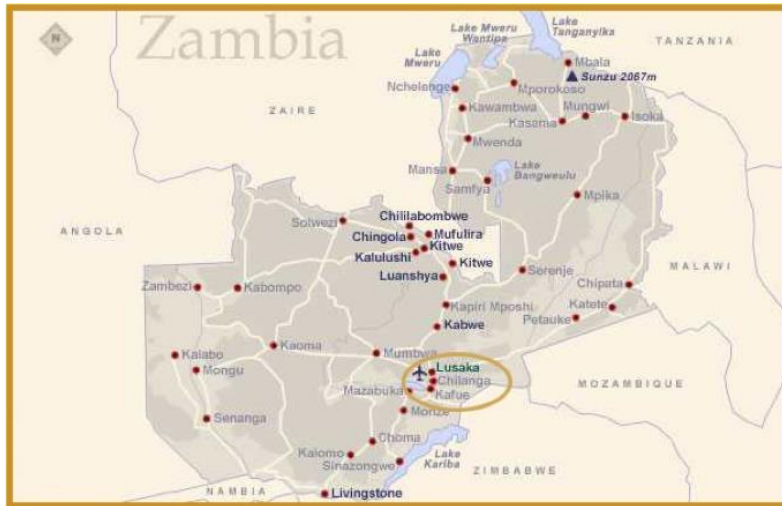 N
Zambia
Lake
Tanganyika
Lake Mweru
Wantipa
Lake
Mweru
TANZANIA
Mbala
Sunzu 2067m
Nchelenge
Mporokoso
Kawambwa
Mungwi
Kasama
Isoka
ZAIRE
Mwenda
Mansa
Lake
Bangweulu
Samfya
Mpika
Chililabombwe
Solwezi
Chingola
Mufulira
Kitwe
Kalulushi
Kitwe
ANGOLA
Luanshya
Serenje
MALAWI
Zambezi
Kabompo
Chipata
Kapiri Mposhi
Katete
Petauke
Kabwe
Kaoma
Mumbwa
Kalabo
Lusaka
Mongu
Chilanga
MOZAMBIQUE
Mazabuka
Kafue
Monze
Senanga
Choma
Kalomo
Lake
Kariba
Sinazongwe
ZIMBABWE
NAMBIA
Livingstone